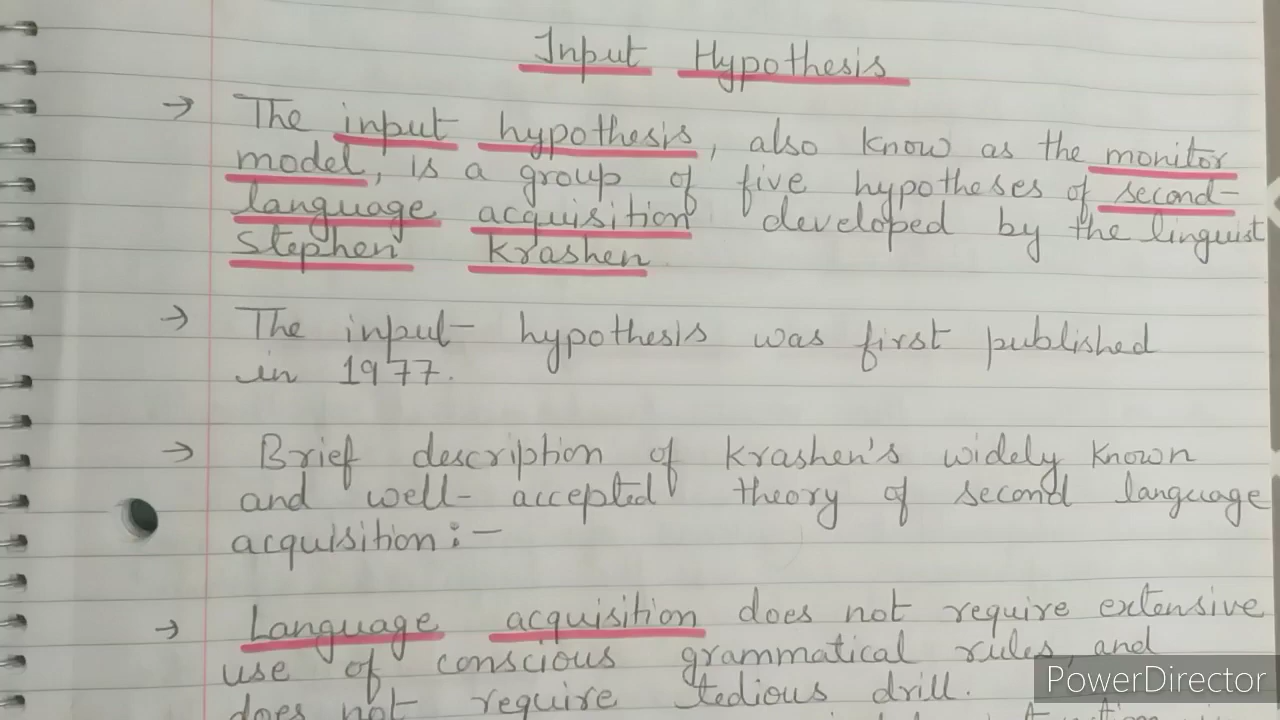 Input Hypothesis
→ The input hypothesis, also know as the monitor
model, is a group of five hypotheses of second-
language acquisition developed by the linguist
Stephen Krashen
→ The input hypothesis was first published
in 1977.
→ Brief description of Krashen's widely known
and well-accepted theory of second language
acquisition:-
→ Language acquisition does not require extensive
use of conscious grammatical rules, and
does not require tedious drill.
PowerDirector